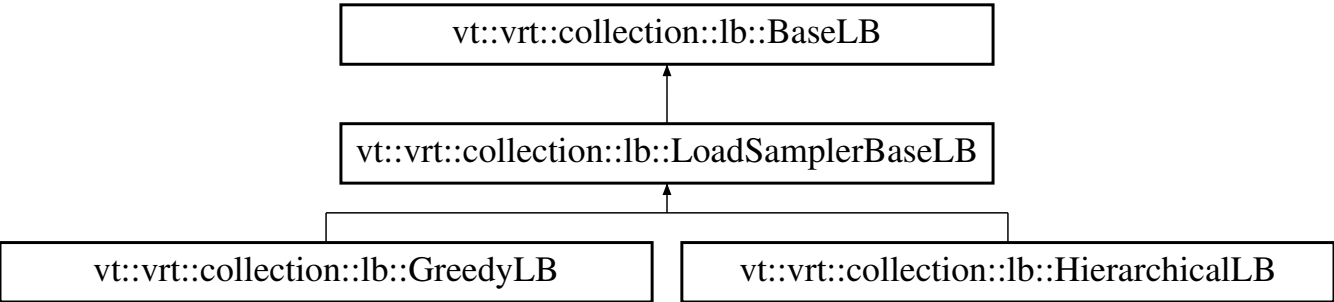 vt::vrt::collection::lb::BaseLB
vt::vrt::collection::lb::LoadSamplerBaseLB
vt::vrt::collection::lb::GreedyLB
vt::vrt::collection::lb::HierarchicalLB